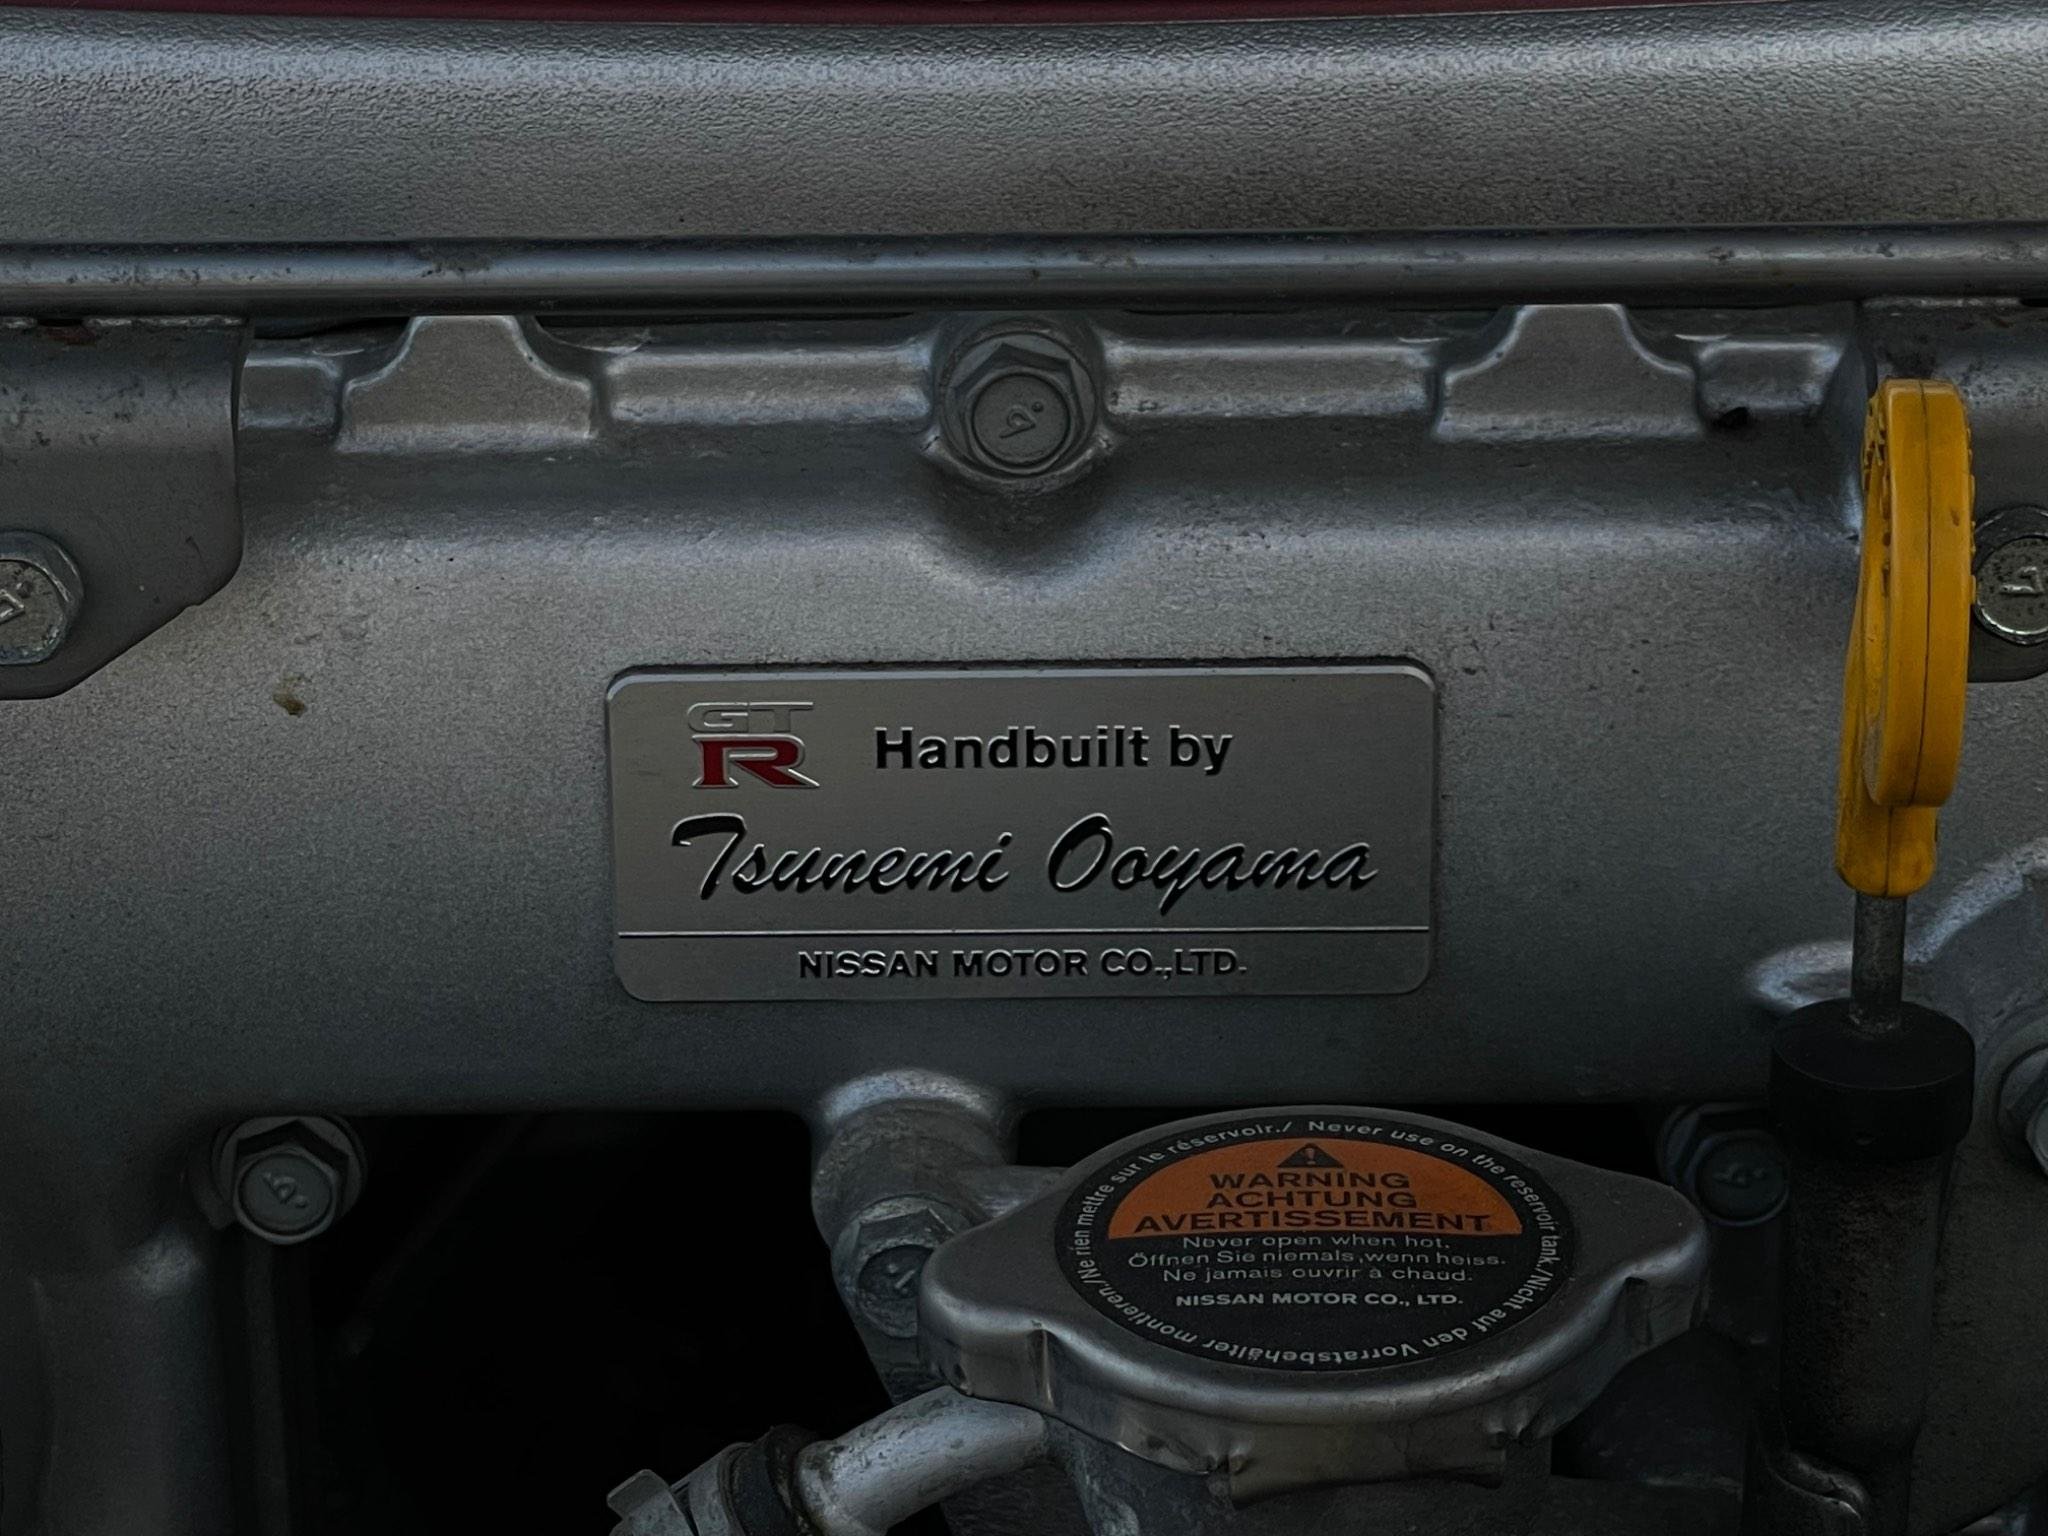 GT
R
Handbuilt by
Tsunemi Ooyama
NISSAN MOTOR CO.,LTD.
Ne rien mettre sur le réservoir./ Never use on the reservoir tank./Nicht auf den Vorratsbehälter montieren./
WARNING
ACHTUNG
AVERTISSEMENT
Never open when hot.
Öffnen Sie niemals,wenn heiss.
Ne jamais ouvrir à chaud.
NISSAN MOTOR CO., LTD.